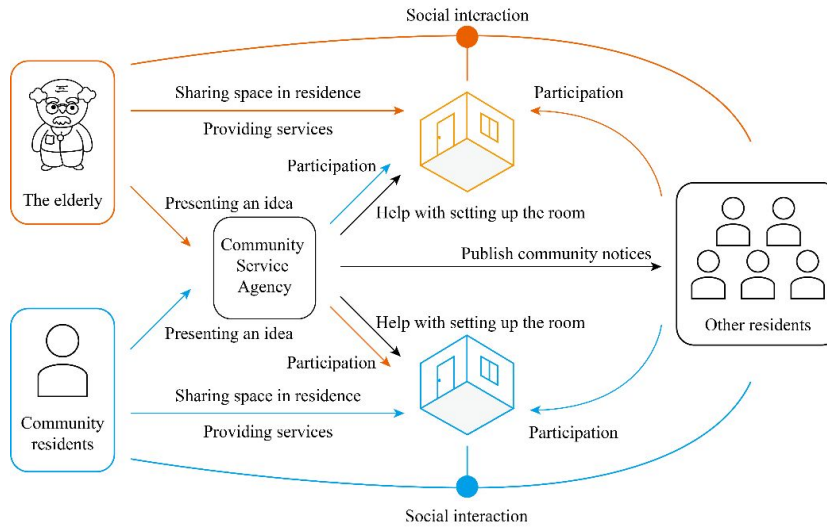 Social interaction
Sharing space in residence
Providing services
Participation
Participation
The elderly
Presenting an idea
Help with setting up the room
Community
Service
Agency
Publish community notices
Other residents
Presenting an idea
Help with setting up the room
Participation
Community
residents
Sharing space in residence
Providing services
Participation
Social interaction